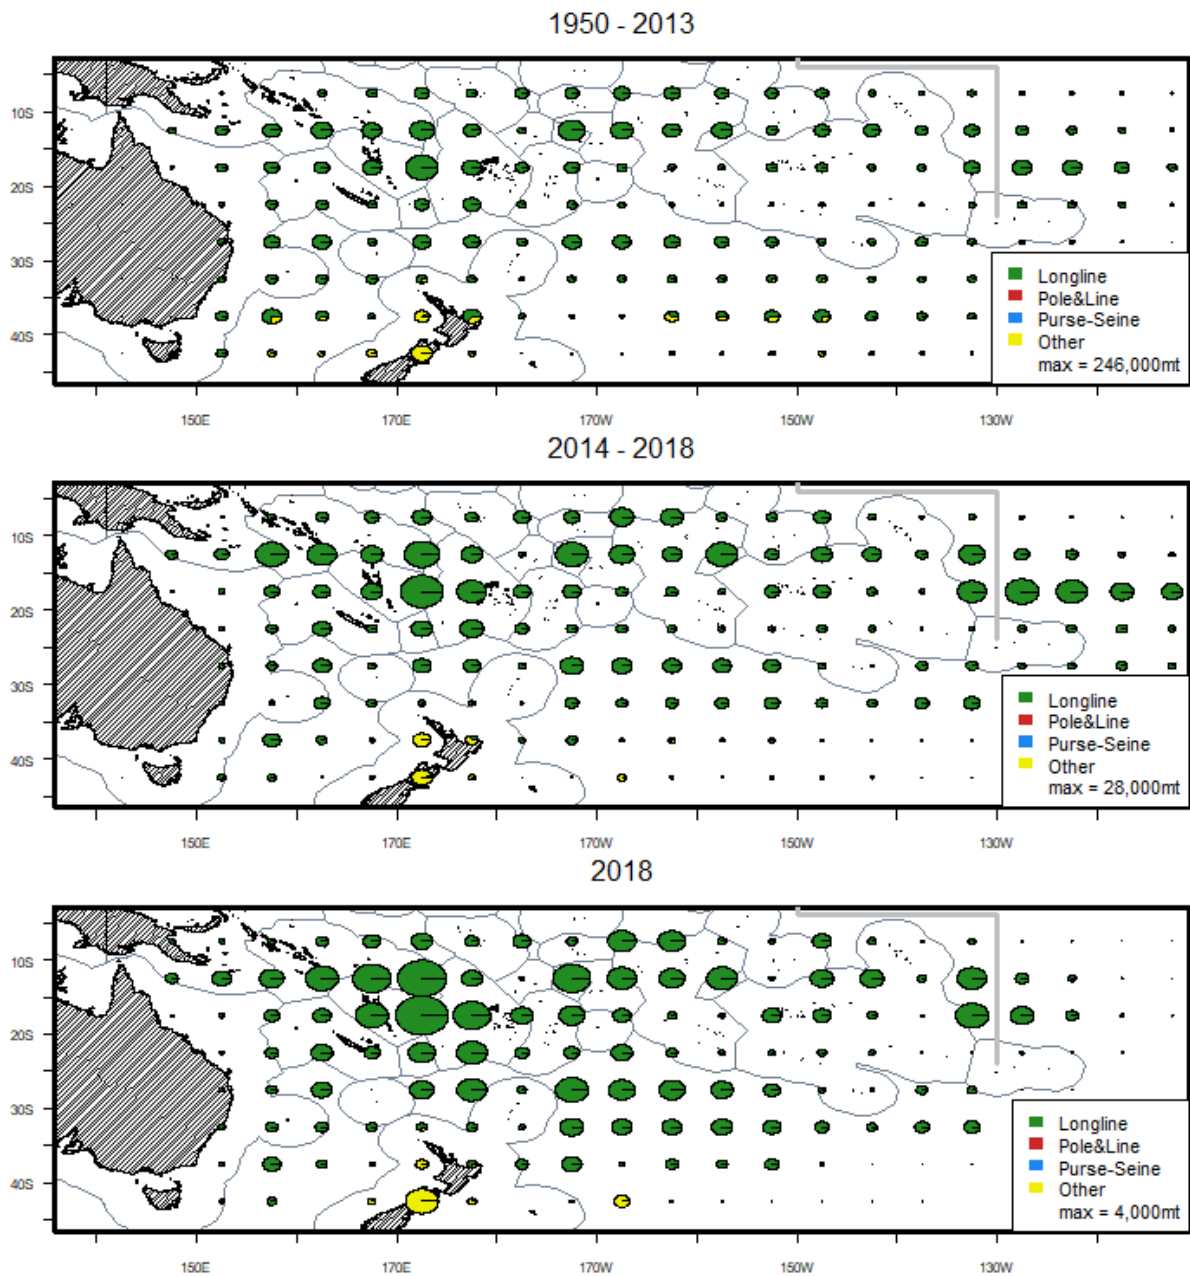 1950 - 2013
10S
20S
30S
40S
Longline
Pole&Line
Purse-Seine
Other
max = 246,000mt
150E 170E 170W 150W 130W
2014 - 2018
10S
20S
30S
40S
Longline
Pole&Line
Purse-Seine
Other
max = 28,000mt
150E 170E 170W 150W 130W
2018
10S
20S
30S
40S
Longline
Pole&Line
Purse-Seine
Other
max = 4,000mt
150E 170E 170W 150W 130W